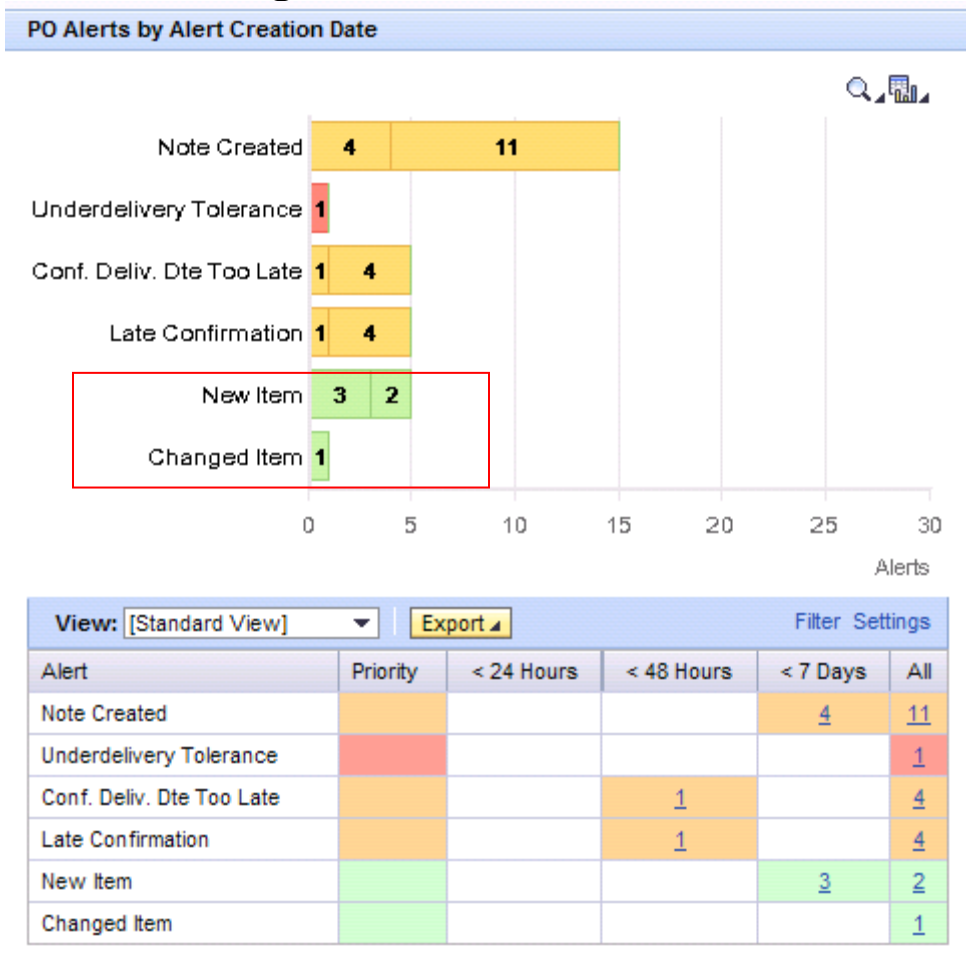 PO Alerts by Alert Creation Date
Note Created 4 11
Underdelivery Tolerance 1
Conf. Deliv. Dte Too Late 1 4
Late Confirmation 1 4
New Item 3 2
Changed Item 1
0 5 10 15 20 25 30
Alerts
View: [Standard View] Export Filter Settings
Alert Priority < 24 Hours < 48 Hours < 7 Days All
Note Created 4 11
Underdelivery Tolerance 1
Conf. Deliv. Dte Too Late 1 4
Late Confirmation 1 4
New Item 3 2
Changed Item 1